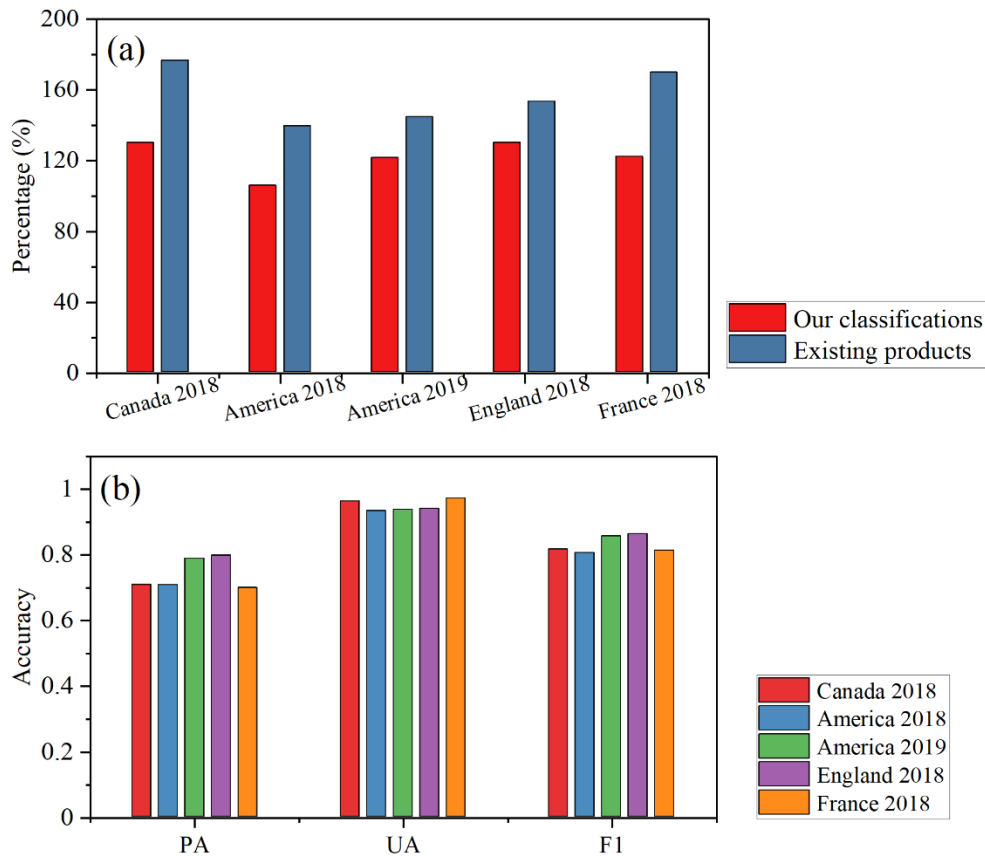 (a)
Percentage (%)
200
160
120
80
40
0
Canada 2018
America 2018
America 2019
England 2018
France 2018
Our classifications
Existing products
(b)
Accuracy
1
0.8
0.6
0.4
0.2
0
PA
UA
F1
Canada 2018
America 2018
America 2019
England 2018
France 2018